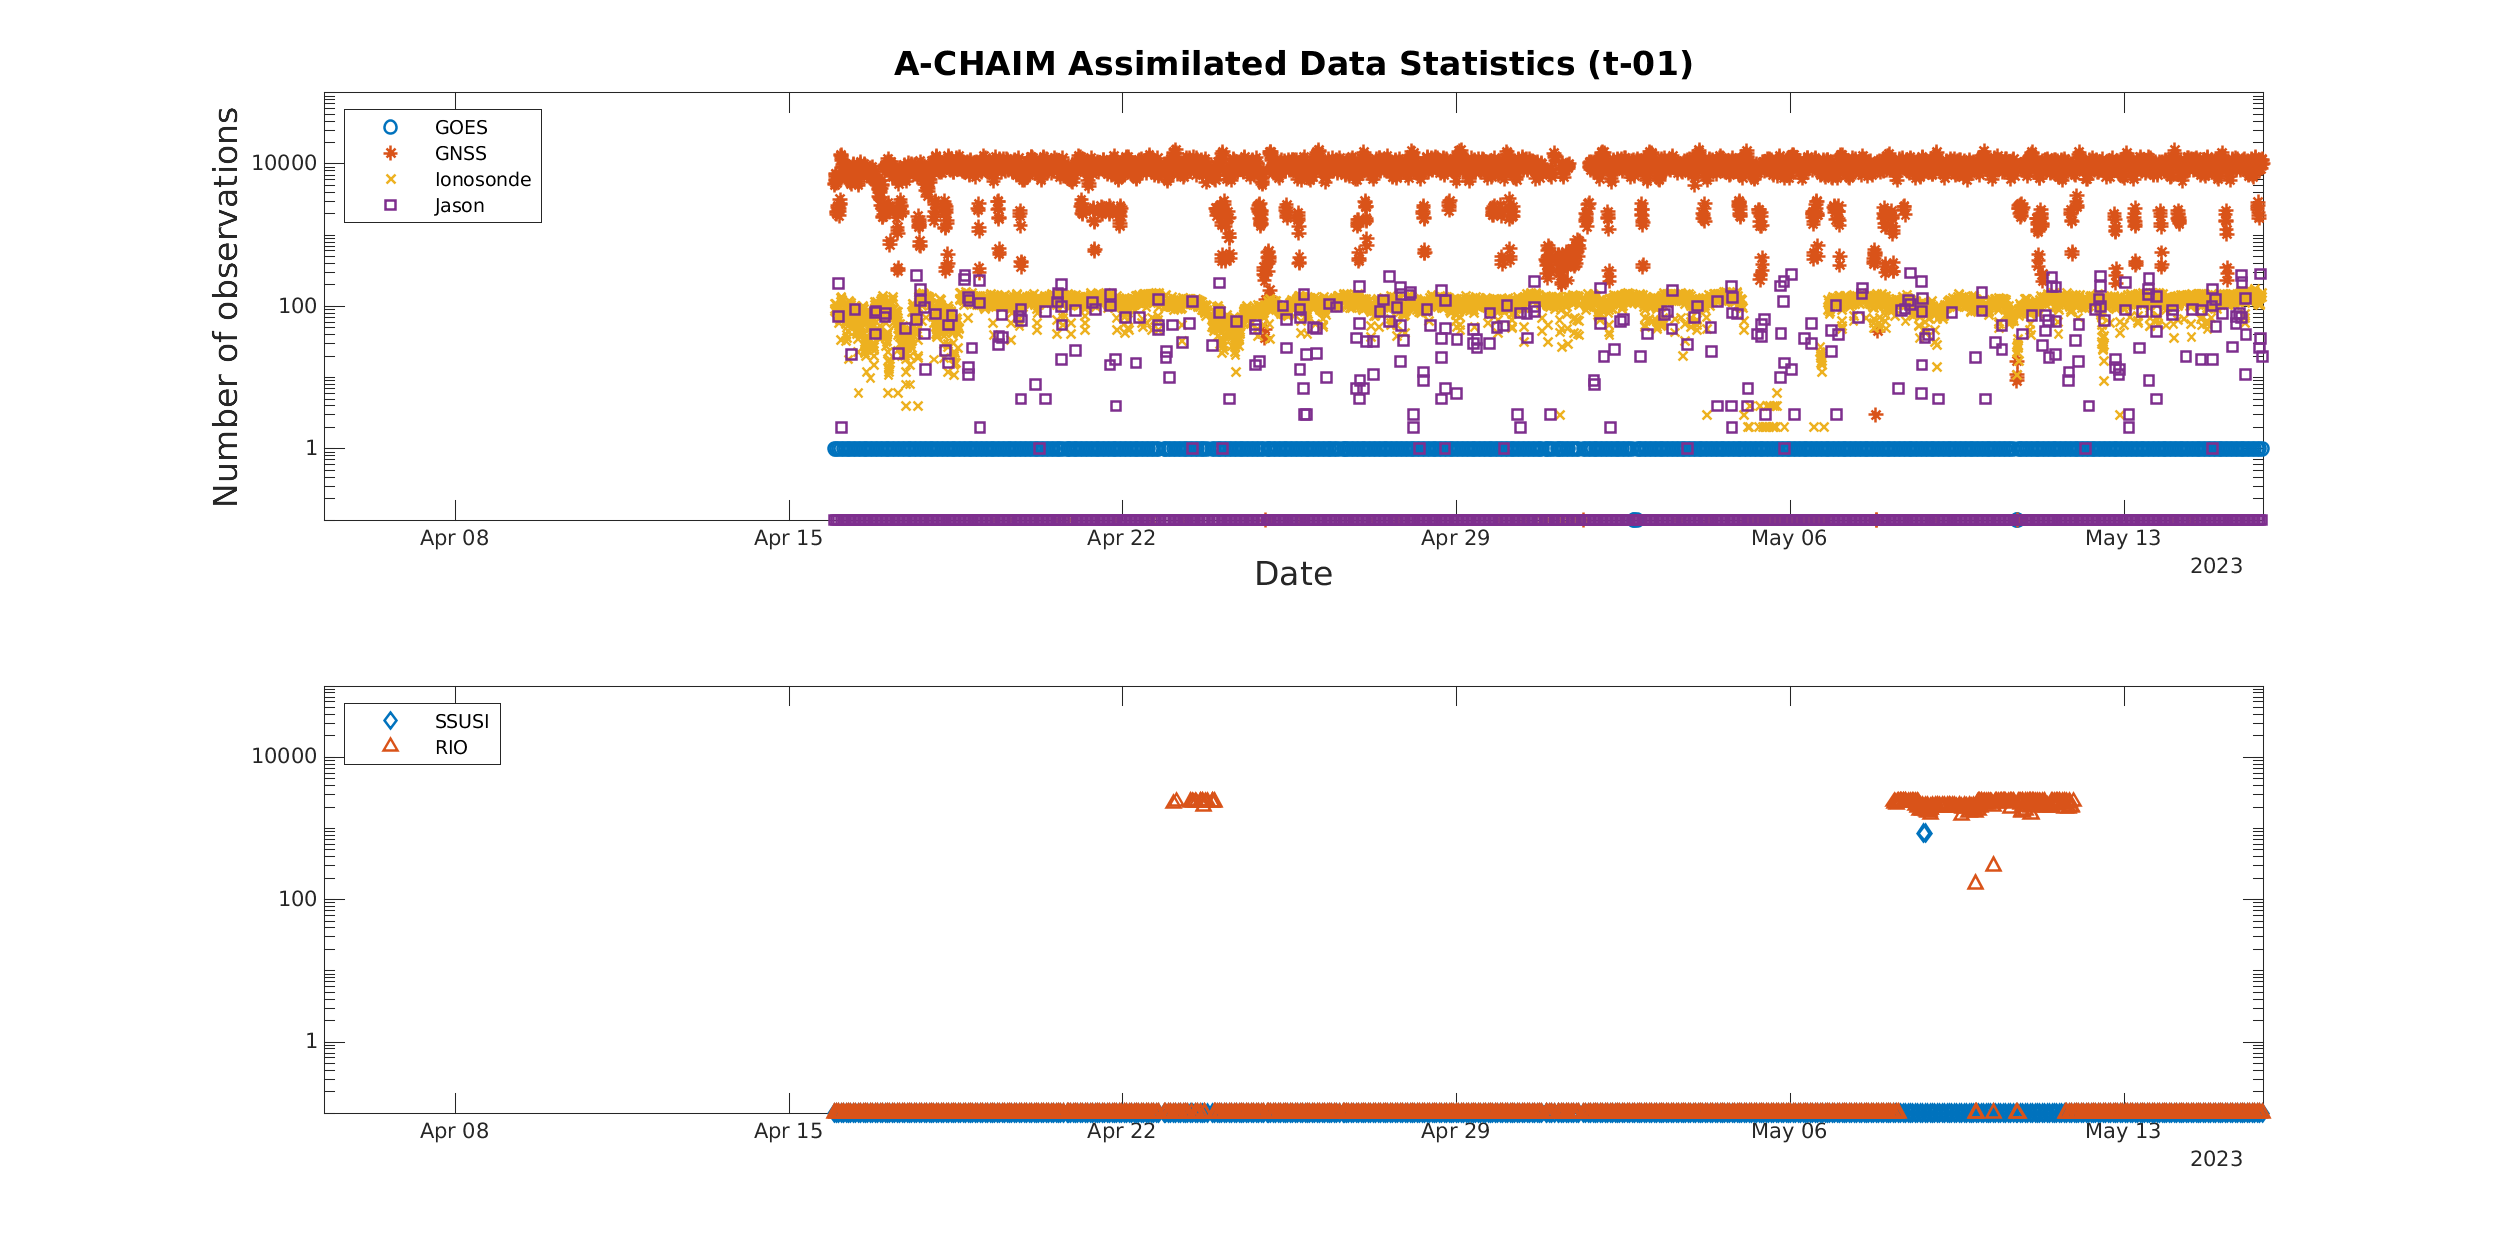 A-CHAIM Assimilated Data Statistics (t-01)
Number of observations
10000
100
1
GOES
GNSS
Ionosonde
Jason
Apr 08
Apr 15
Apr 22
Apr 29
May 06
May 13
Date
2023
10000
100
1
SSUSI
RIO
Apr 08
Apr 15
Apr 22
Apr 29
May 06
May 13
2023